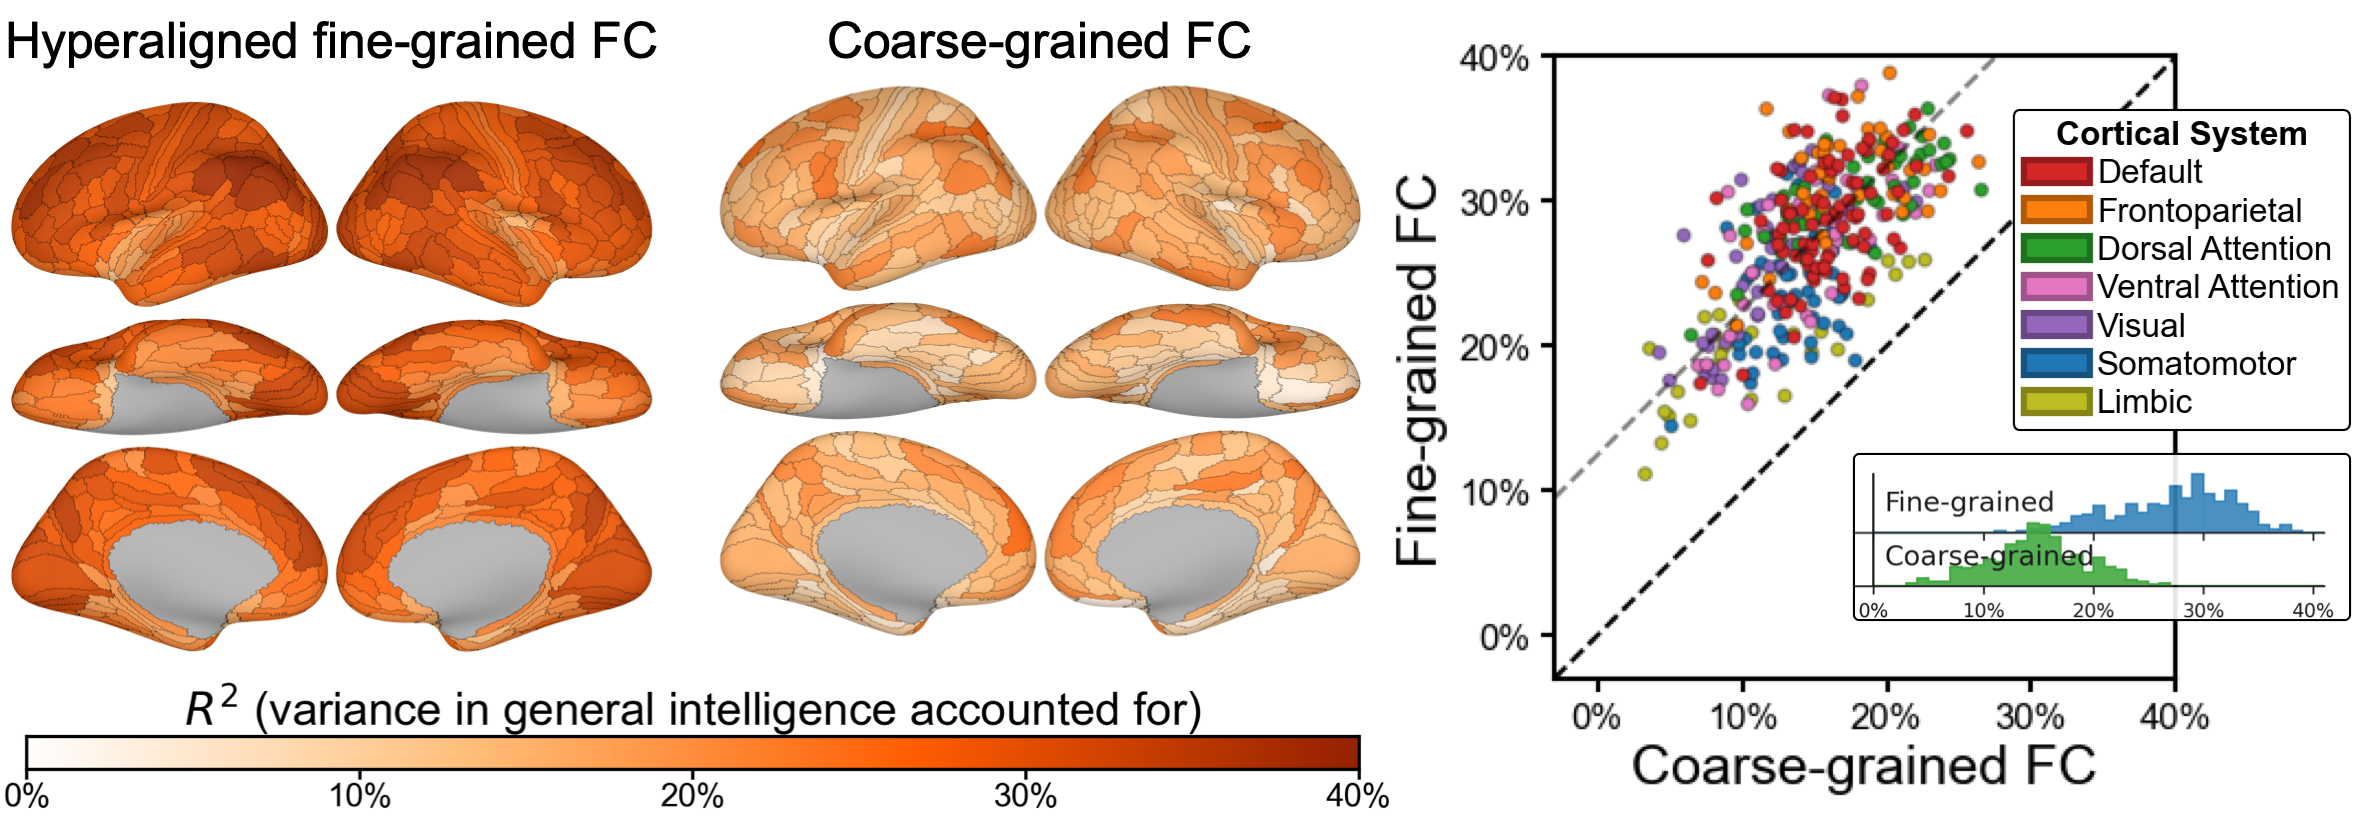 Hyperaligned fine-grained FC
Coarse-grained FC
R² (variance in general intelligence accounted for)
0% 10% 20% 30% 40%
Fine-grained FC
40%
30%
20%
10%
0%
0% 10% 20% 30% 40%
Coarse-grained FC
Cortical System
Default
Frontoparietal
Dorsal Attention
Ventral Attention
Visual
Somatomotor
Limbic
Fine-grained
Coarse-grained
0% 10% 20% 30% 40%